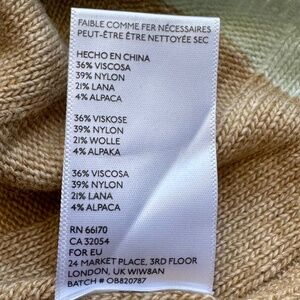 FAIBLE COMME FER NÉCESSAIRES
PEUT-ÊTRE ÊTRE NETTOYÉE SEC
HECHO EN CHINA
36% VISCOSA
39% NYLON
21% LANA
4% ALPACA
36% VISKOSE
39% NYLON
21% WOLLE
4% ALPAKA
36% VISCOSA
39% NYLON
21% LANA
4% ALPACA
RN 66170
CA 32054
FOR EU
24 MARKET PLACE, 3RD FLOOR
LONDON, UK WIW8AN
BATCH # OB820787